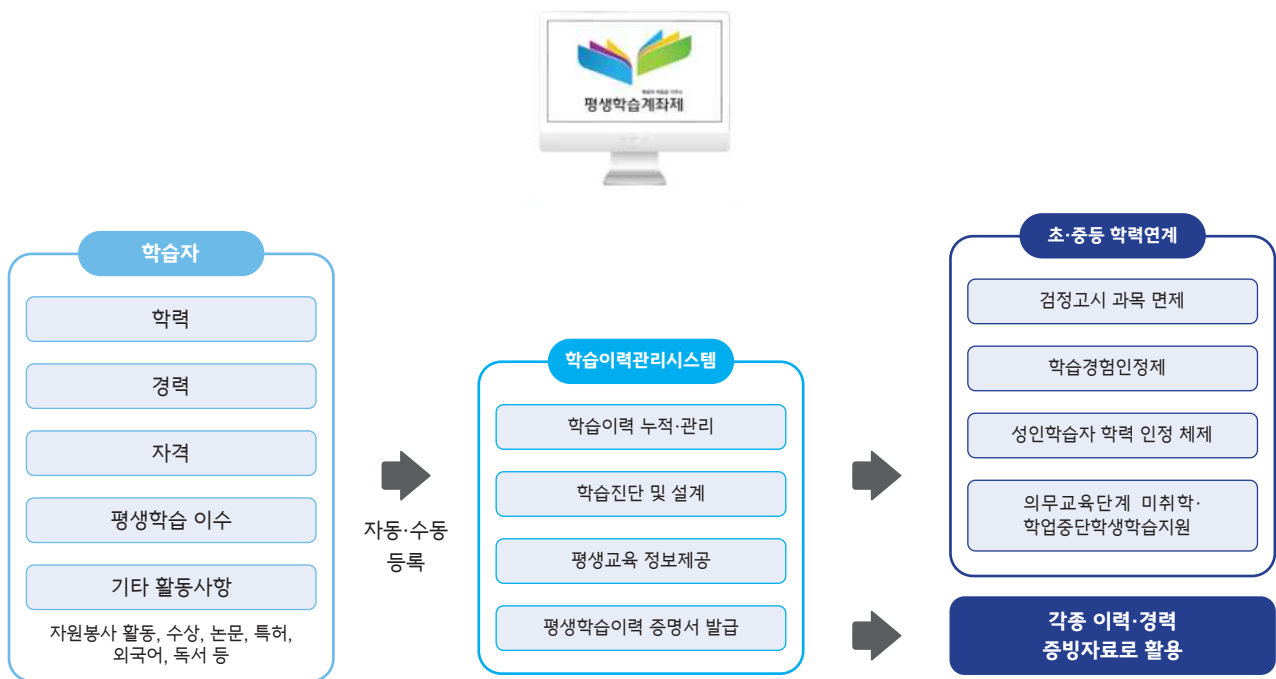 평생학습계좌제
학습자
학력
경력
자격
평생학습 이수
기타 활동사항
자원봉사 활동, 수상, 논문, 특허,
외국어, 독서 등
자동·수동
등록
학습이력관리시스템
학습이력 누적·관리
학습진단 및 설계
평생교육 정보제공
평생학습이력 증명서 발급
초·중등 학력연계
검정고시 과목 면제
학습경험인정제
성인학습자 학력 인정 체제
의무교육단계 미취학·
학업중단학생학습지원
각종 이력·경력
증빙자료로 활용